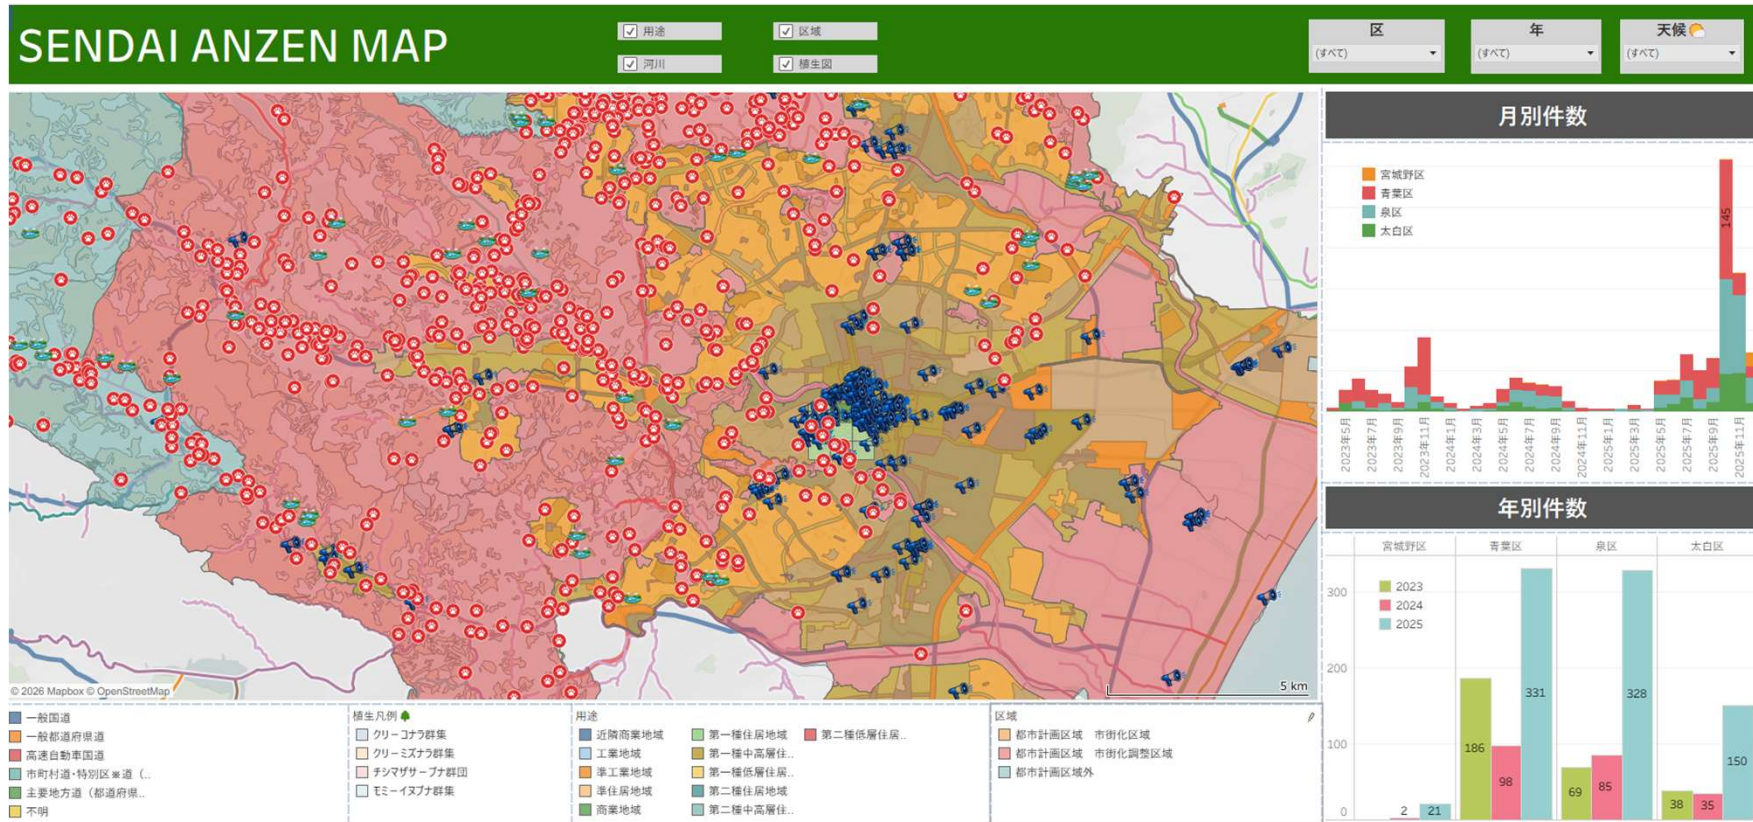 SENDAI ANZEN MAP
用途
区域
河川
植生図
区
(すべて)
年
(すべて)
天候
(すべて)
月別件数
宮城野区
青葉区
泉区
太白区
145
2023年5月
2023年7月
2023年9月
2023年11月
2024年1月
2024年3月
2024年5月
2024年7月
2024年9月
2024年11月
2025年1月
2025年3月
2025年5月
2025年7月
2025年9月
2025年11月
© 2026 Mapbox © OpenStreetMap
5 km
年別件数
宮城野区 青葉区 泉区 太白区
2023
2024
2025
300
200
100
0
2 21
186 98 331
69 85 328
38 35 150
一般国道
一般都道府県道
高速自動車国道
市町村道・特別区※道（..
主要地方道（都道府県..
不明
植生凡例
クリーコナラ群集
クリーミズナラ群集
チシマザサーブナ群団
モミーイヌブナ群集
用途
近隣商業地域
工業地域
準工業地域
準住居地域
商業地域
第一種住居地域
第一種中高層住..
第一種低層住居..
第二種住居地域
第二種中高層住..
第二種低層住居..
区域
都市計画区域　市街化区域
都市計画区域　市街化調整区域
都市計画区域外